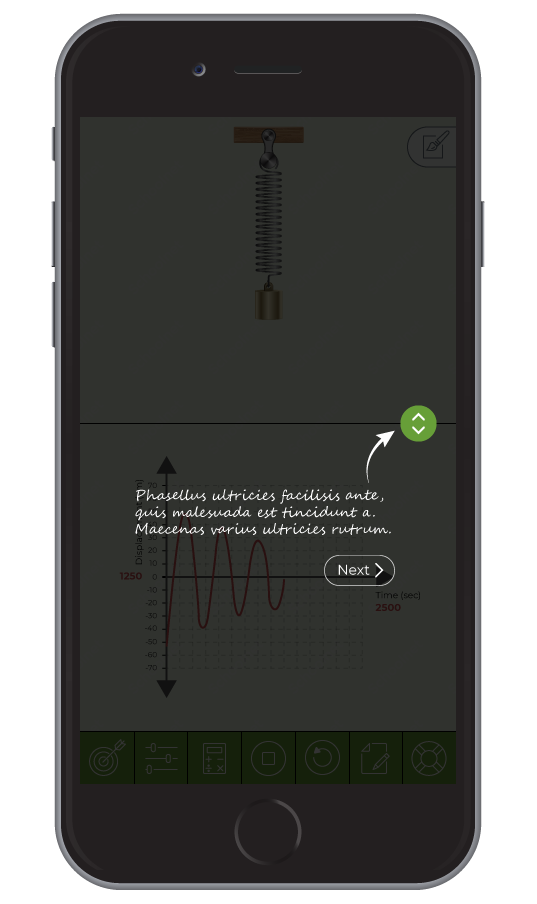 Phasellus ultricies facilisis ante,
quis malesuada est tincidunt a.
Maecenas varius ultricies rutrum.
Next
20
10
0
-10
-20
-30
-40
-50
-60
-70
1250
Time (sec)
2500